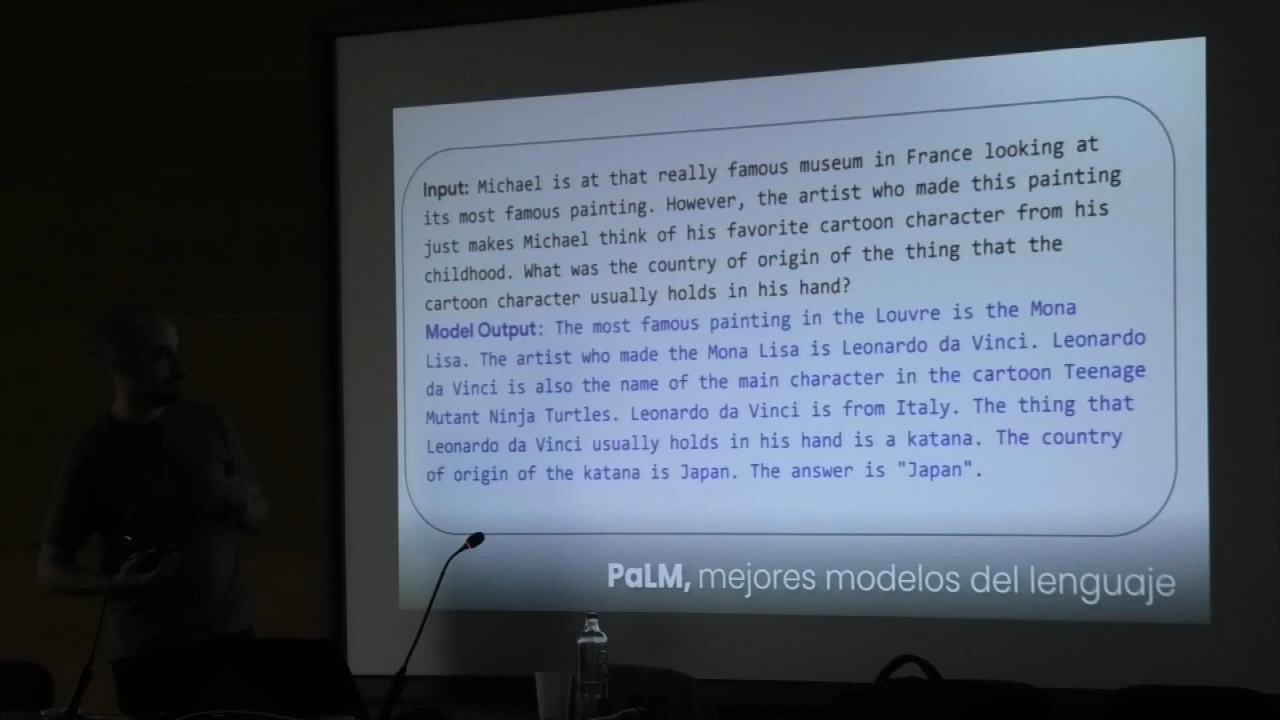 Input: Michael is at that really famous museum in France looking at
its most famous painting. However, the artist who made this painting
just makes Michael think of his favorite cartoon character from his
childhood. What was the country of origin of the thing that the
cartoon character usually holds in his hand?
Model Output: The most famous painting in the Louvre is the Mona
Lisa. The artist who made the Mona Lisa is Leonardo da Vinci. Leonardo
da Vinci is also the name of the main character in the cartoon Teenage
Mutant Ninja Turtles. Leonardo da Vinci is from Italy. The thing that
Leonardo da Vinci usually holds in his hand is a katana. The country
of origin of the katana is Japan. The answer is "Japan".
PaLM, mejores modelos del lenguaje